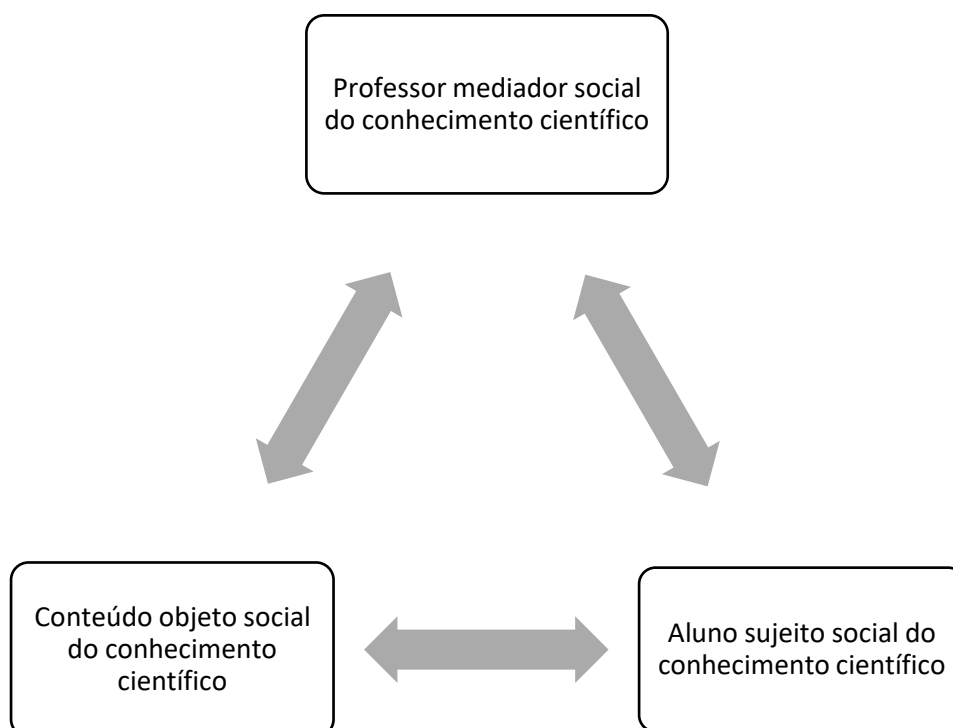 Professor mediador social
do conhecimento científico
Conteúdo objeto social
do conhecimento
científico
Aluno sujeito social do
conhecimento científico